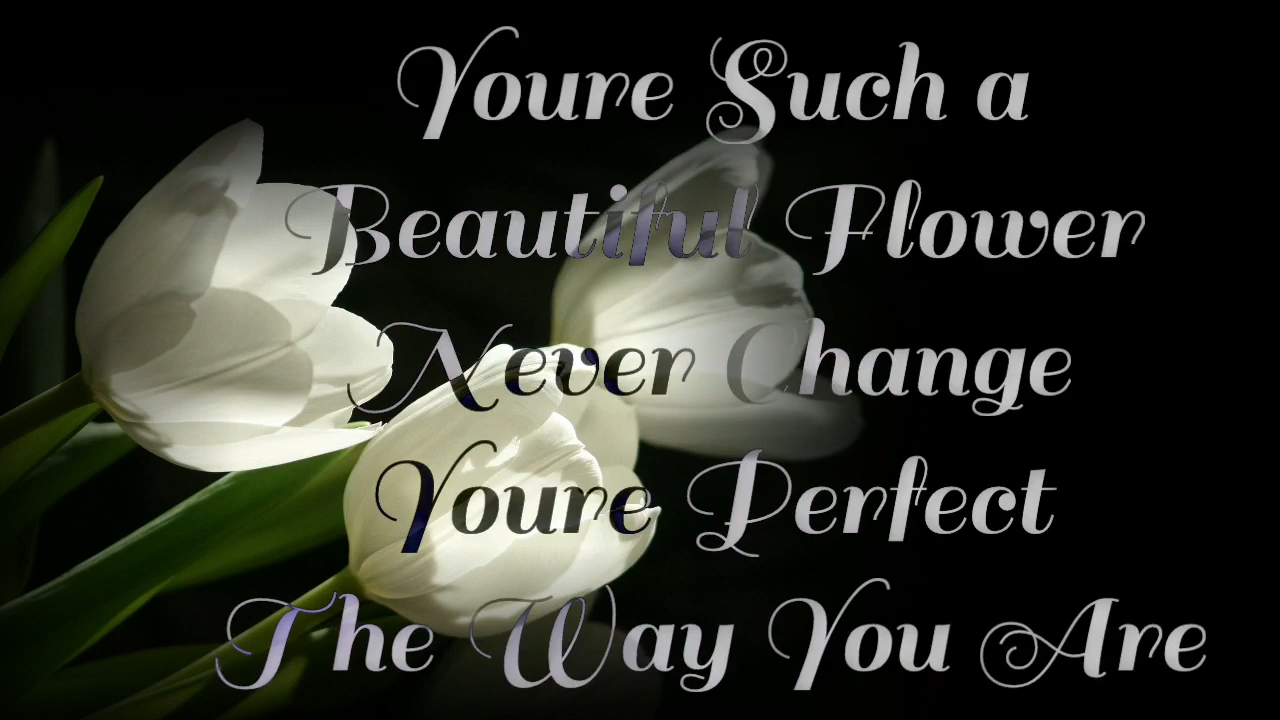 Youre Such a
Beautiful Flower
Never Change
Youre Perfect
The Way You Are